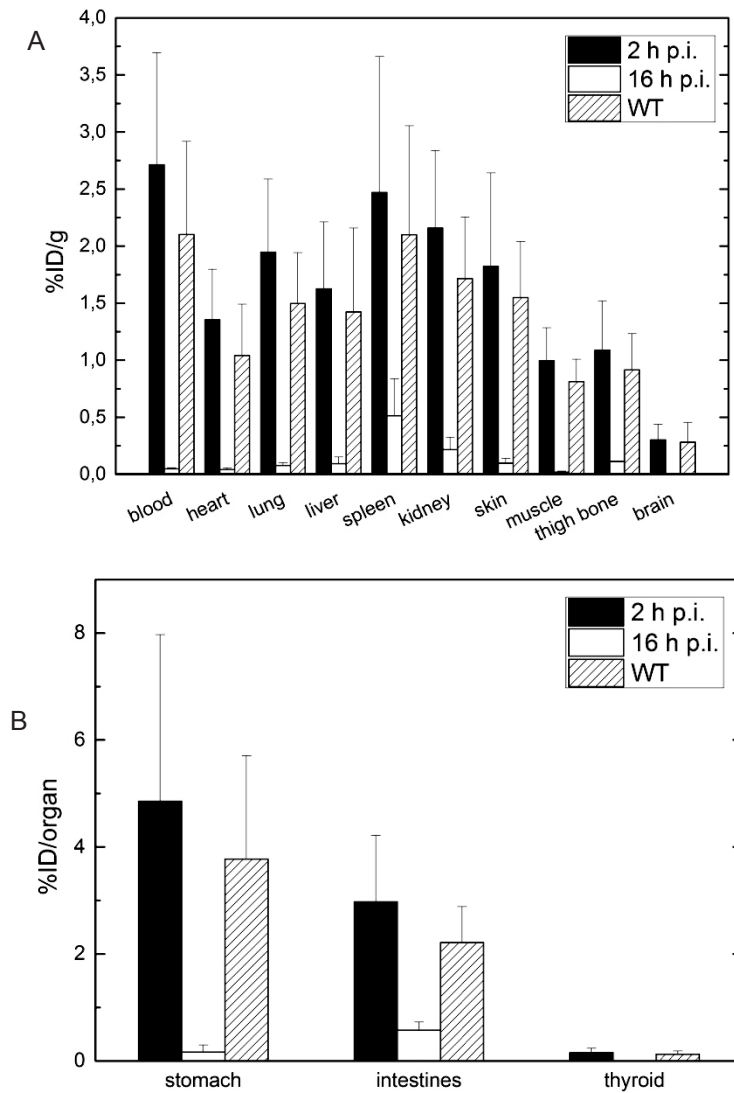 A
4,0
3,5
3,0
2,5
2,0
1,5
1,0
0,5
0,0
%ID/g
2 h p.i.
16 h p.i.
WT
blood
heart
lung
liver
spleen
kidney
skin
muscle
thigh bone
brain
B
8
6
4
2
0
%ID/organ
2 h p.i.
16 h p.i.
WT
stomach
intestines
thyroid